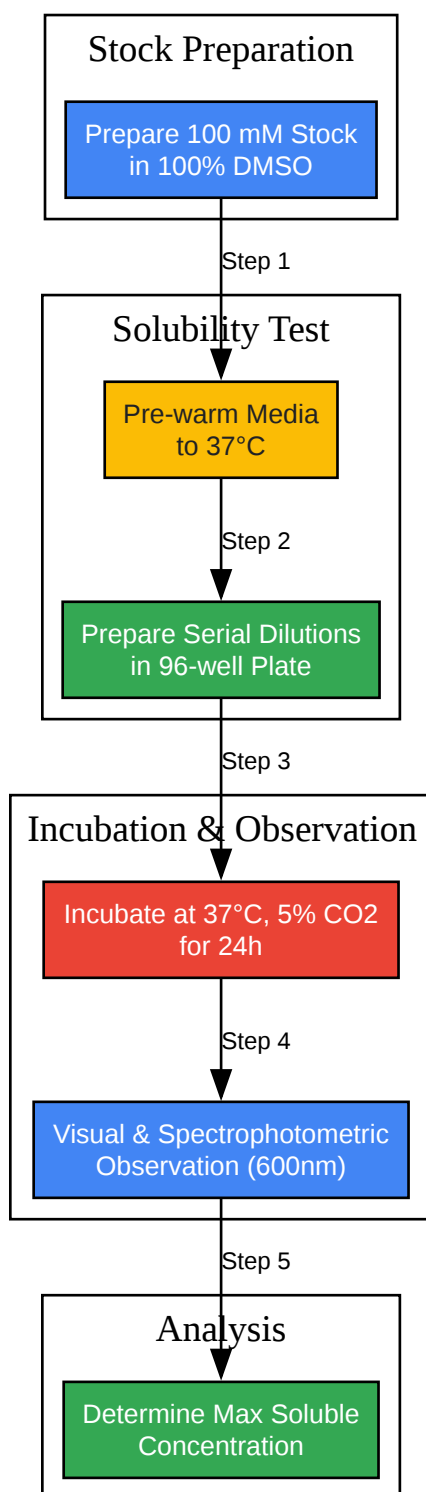 Stock Preparation
Prepare 100 mM Stock
in 100% DMSO
Step 1
Solubility Test
Pre-warm Media
to 37°C
Step 2
Prepare Serial Dilutions
in 96-well Plate
Step 3
Incubation & Observation
Incubate at 37°C, 5% CO2
for 24h
Step 4
Visual & Spectrophotometric
Observation (600nm)
Step 5
Analysis
Determine Max Soluble
Concentration